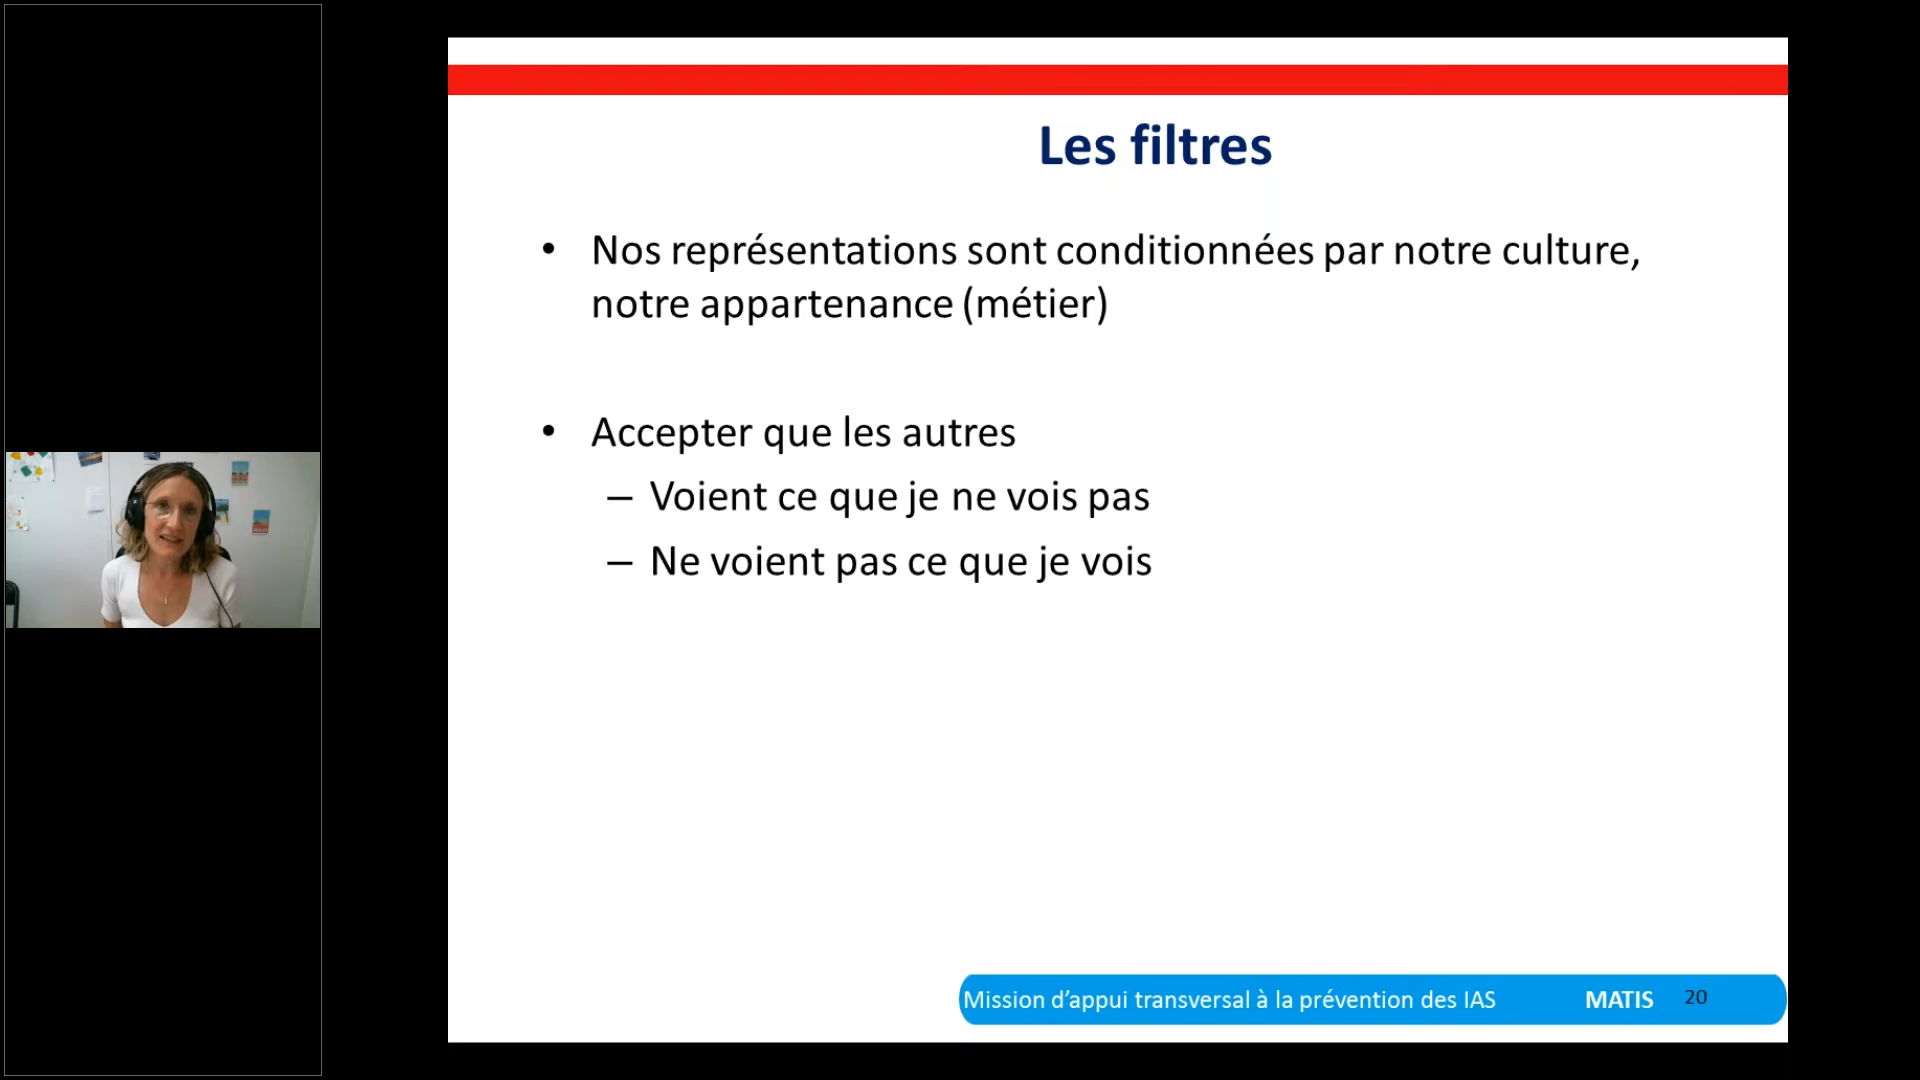 Les filtres
• Nos représentations sont conditionnées par notre culture,
notre appartenance (métier)
• Accepter que les autres
– Voient ce que je ne vois pas
– Ne voient pas ce que je vois
Mission d’appui transversal à la prévention des IAS MATIS 20